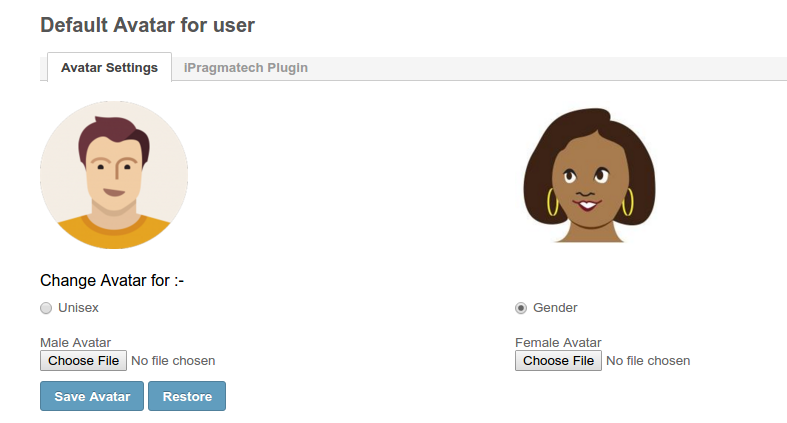 Default Avatar for user
Avatar Settings iPragmatech Plugin
Change Avatar for :-
Unisex Gender
Male Avatar Female Avatar
Choose File No file chosen Choose File No file chosen
Save Avatar Restore